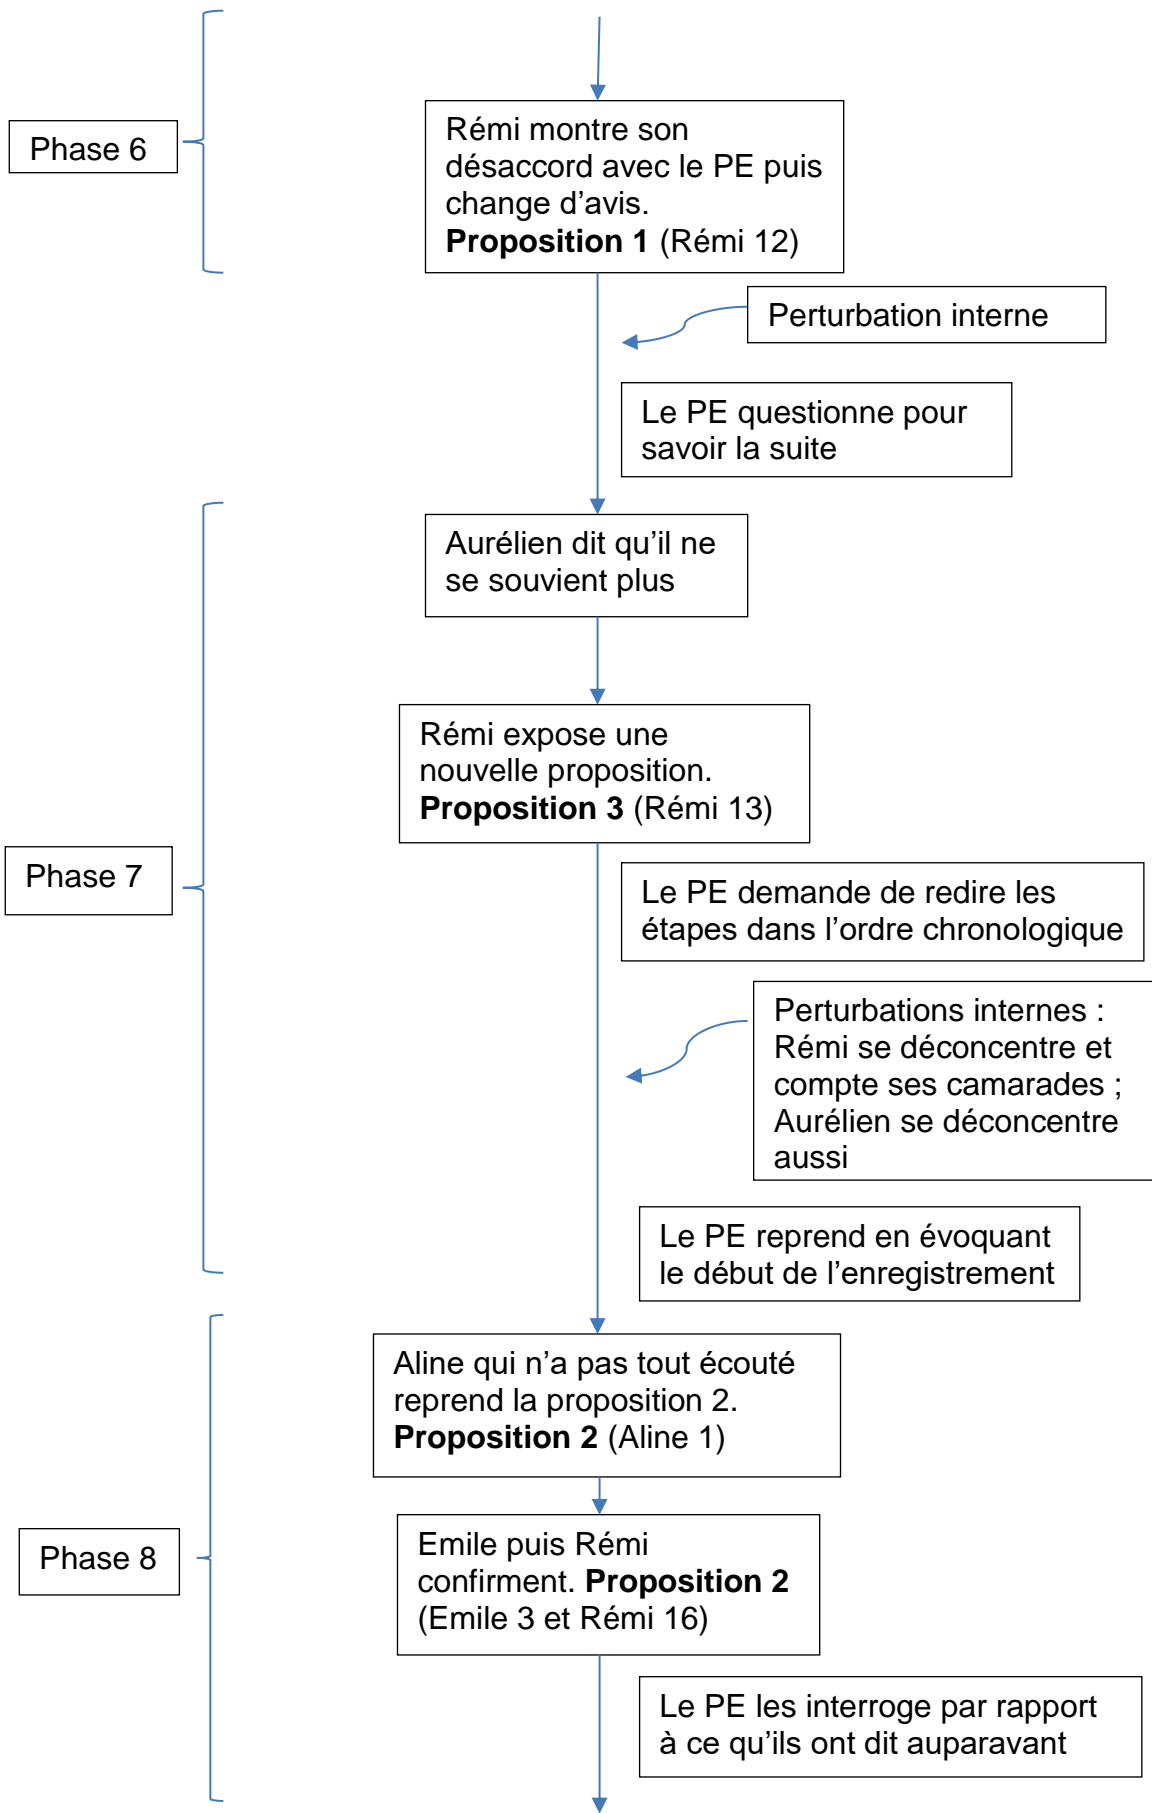 Phase 6
Rémi montre son
désaccord avec le PE puis
change d'avis.
Proposition 1 (Rémi 12)
Perturbation interne
Le PE questionne pour
savoir la suite
Aurélien dit qu'il ne
se souvient plus
Rémi expose une
nouvelle proposition.
Proposition 3 (Rémi 13)
Phase 7
Le PE demande de redire les
étapes dans l'ordre chronologique
Perturbations internes :
Rémi se déconcentre et
compte ses camarades ;
Aurélien se déconcentre
aussi
Le PE reprend en évoquant
le début de l'enregistrement
Aline qui n'a pas tout écouté
reprend la proposition 2.
Proposition 2 (Aline 1)
Phase 8
Emile puis Rémi
confirment. Proposition 2
(Emile 3 et Rémi 16)
Le PE les interroge par rapport
à ce qu'ils ont dit auparavant